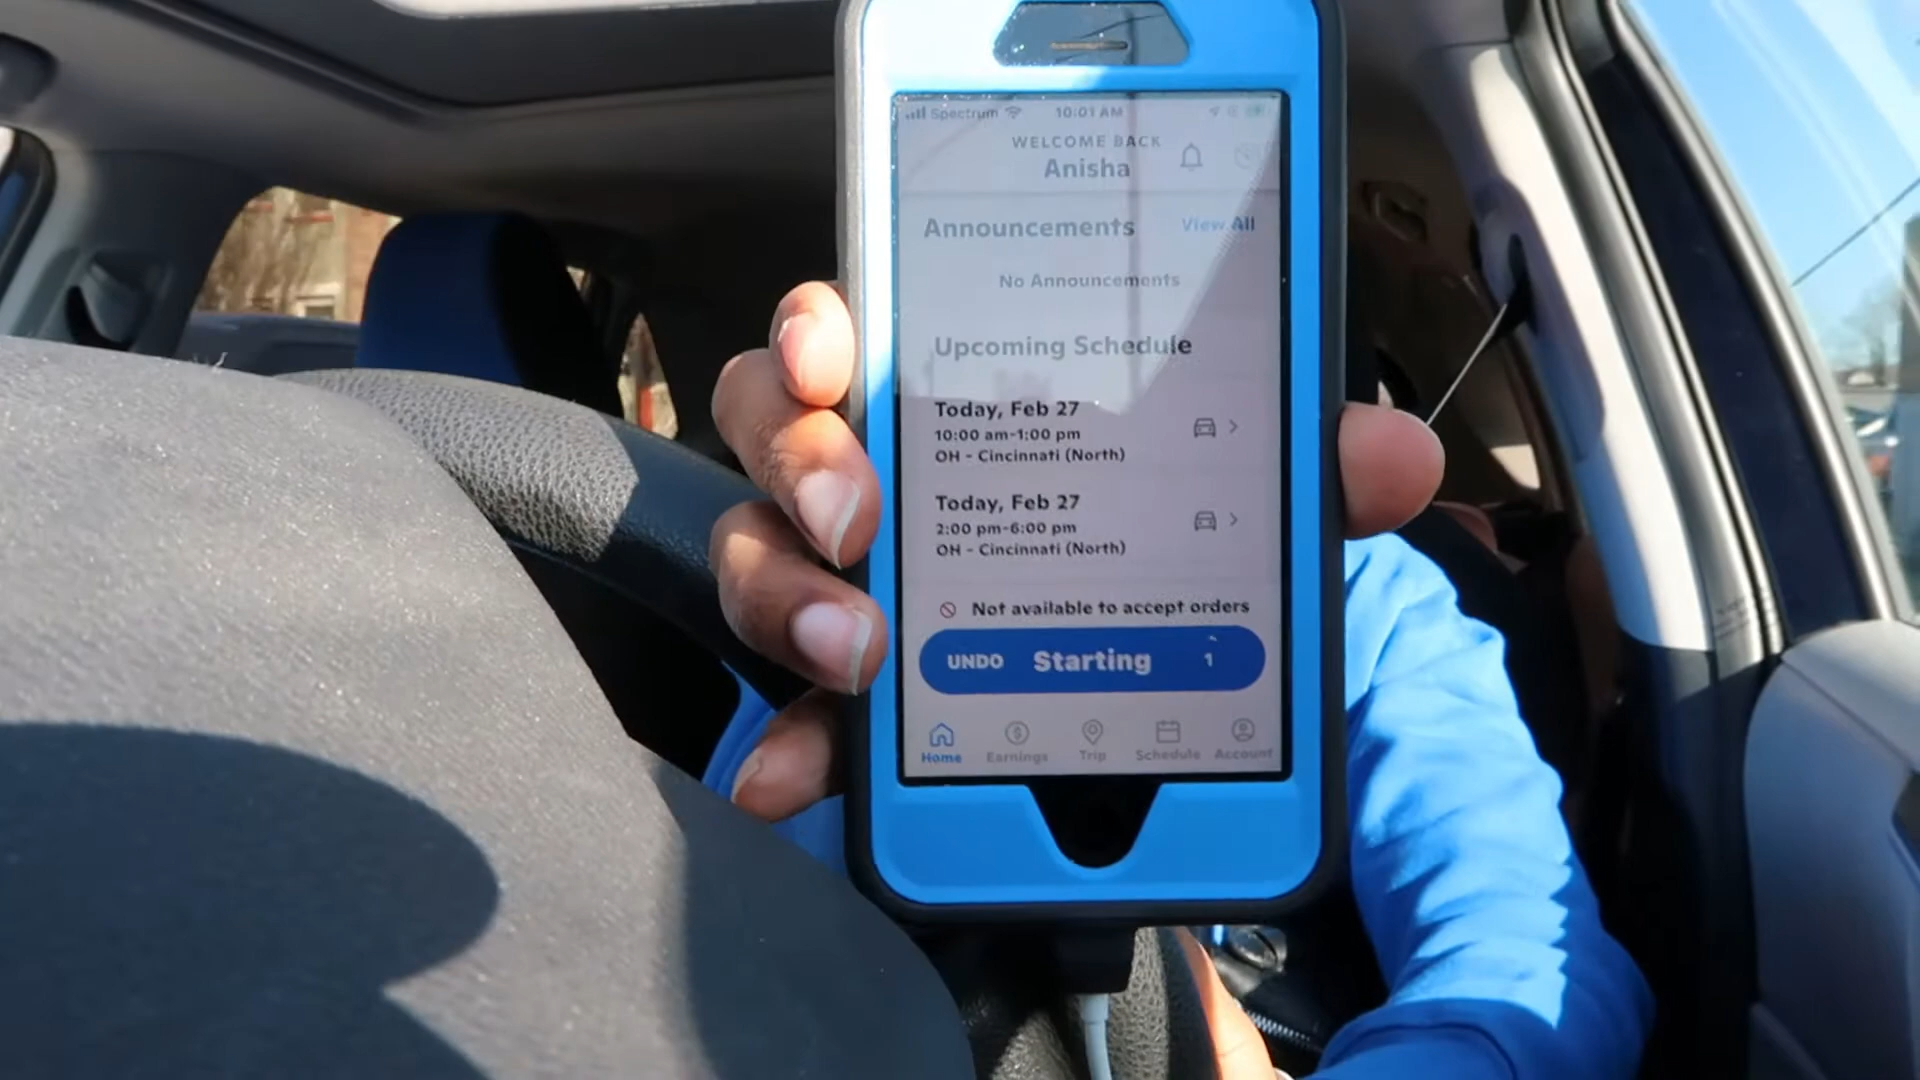 Spectrum 10:01 AM
WELCOME BACK
Anisha
Announcements View All
No Announcements
Upcoming Schedule
Today, Feb 27
10:00 am-1:00 pm
OH - Cincinnati (North)
Today, Feb 27
2:00 pm-6:00 pm
OH - Cincinnati (North)
Not available to accept orders
UNDO Starting 1
Home Earnings Trip Schedule Account